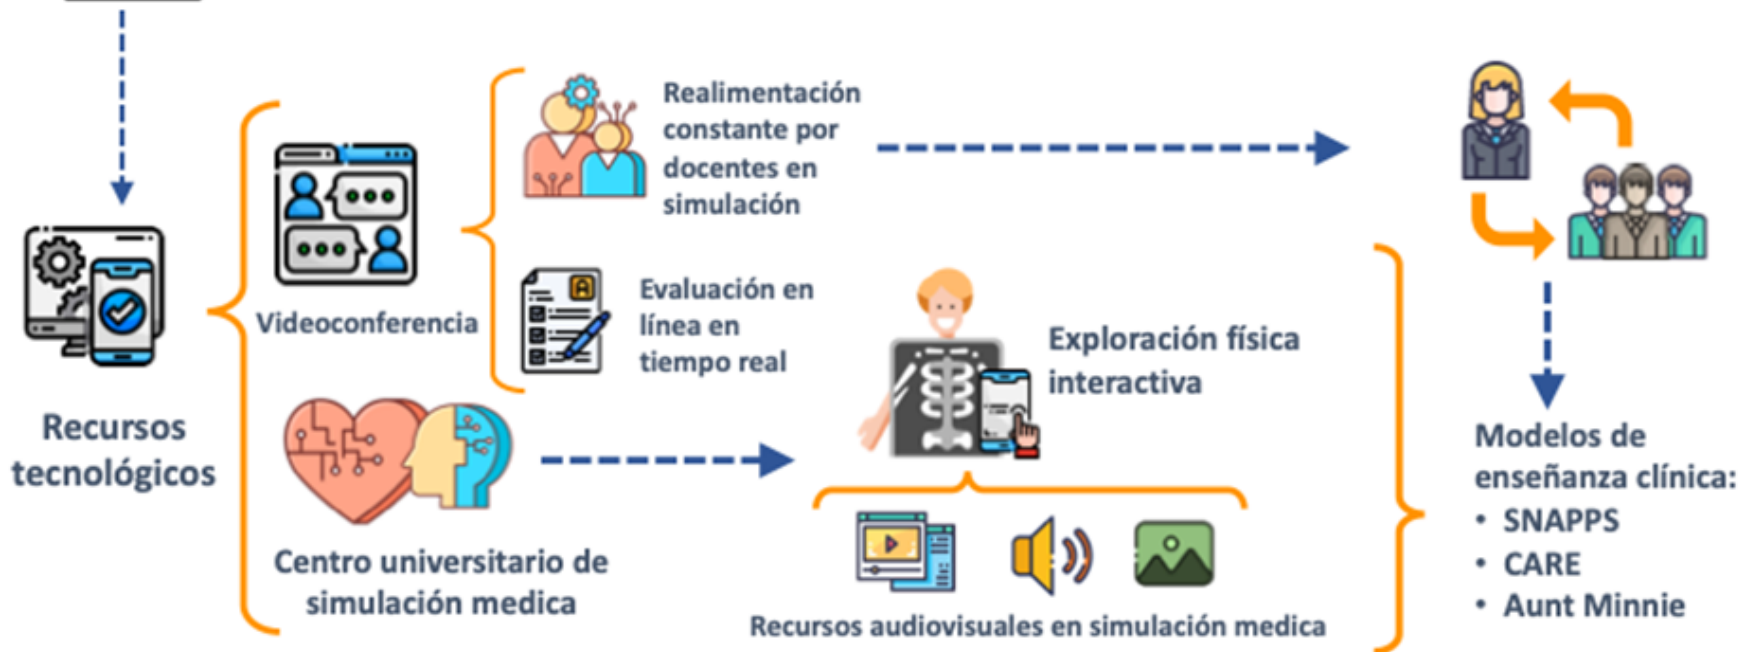 Realimentación
constante por
docentes en
simulación
Videoconferencia
Evaluación en
línea en
tiempo real
Exploración física
interactiva
Recursos
tecnológicos
Centro universitario de
simulación medica
Recursos audiovisuales en simulación medica
Modelos de
enseñanza clínica:
• SNAPPS
• CARE
• Aunt Minnie